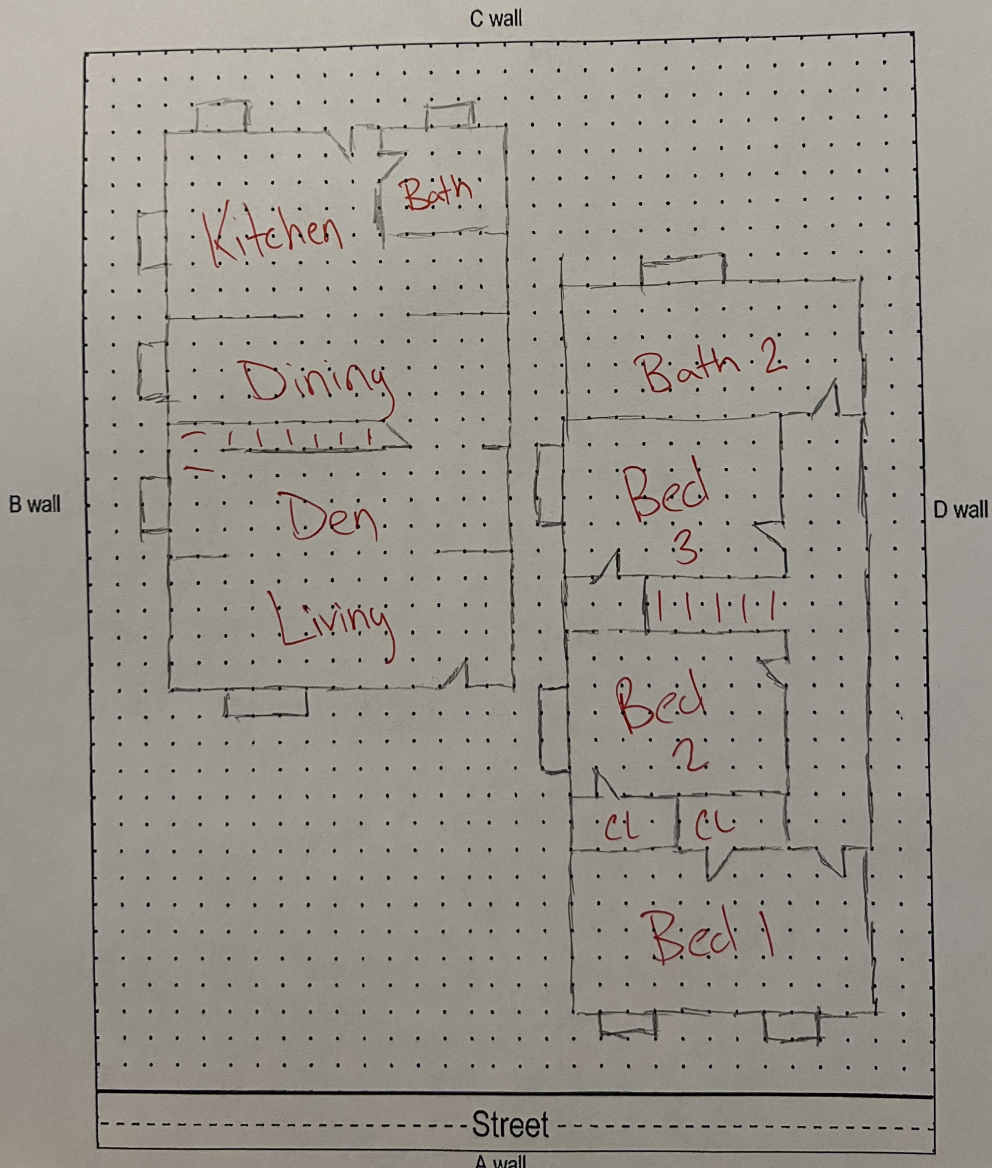 C wall
Kitchen
Bath
Dining
Bath 2
B wall
Den
Bed
3
D wall
Living
Bed
2
CL
CL
Bed 1
Street
A wall